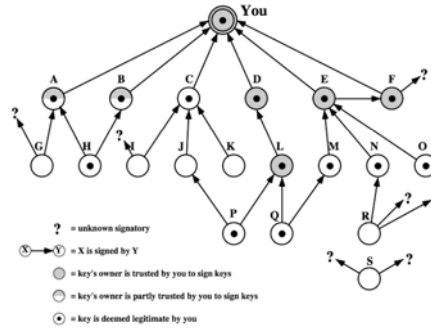 You
A B C D E F
?
?
?
G H I J K L M N O
P Q R
?
?
S
?
?
? = unknown signatory
X Y = X is signed by Y
= key's owner is trusted by you to sign keys
= key's owner is partly trusted by you to sign keys
= key is deemed legitimate by you